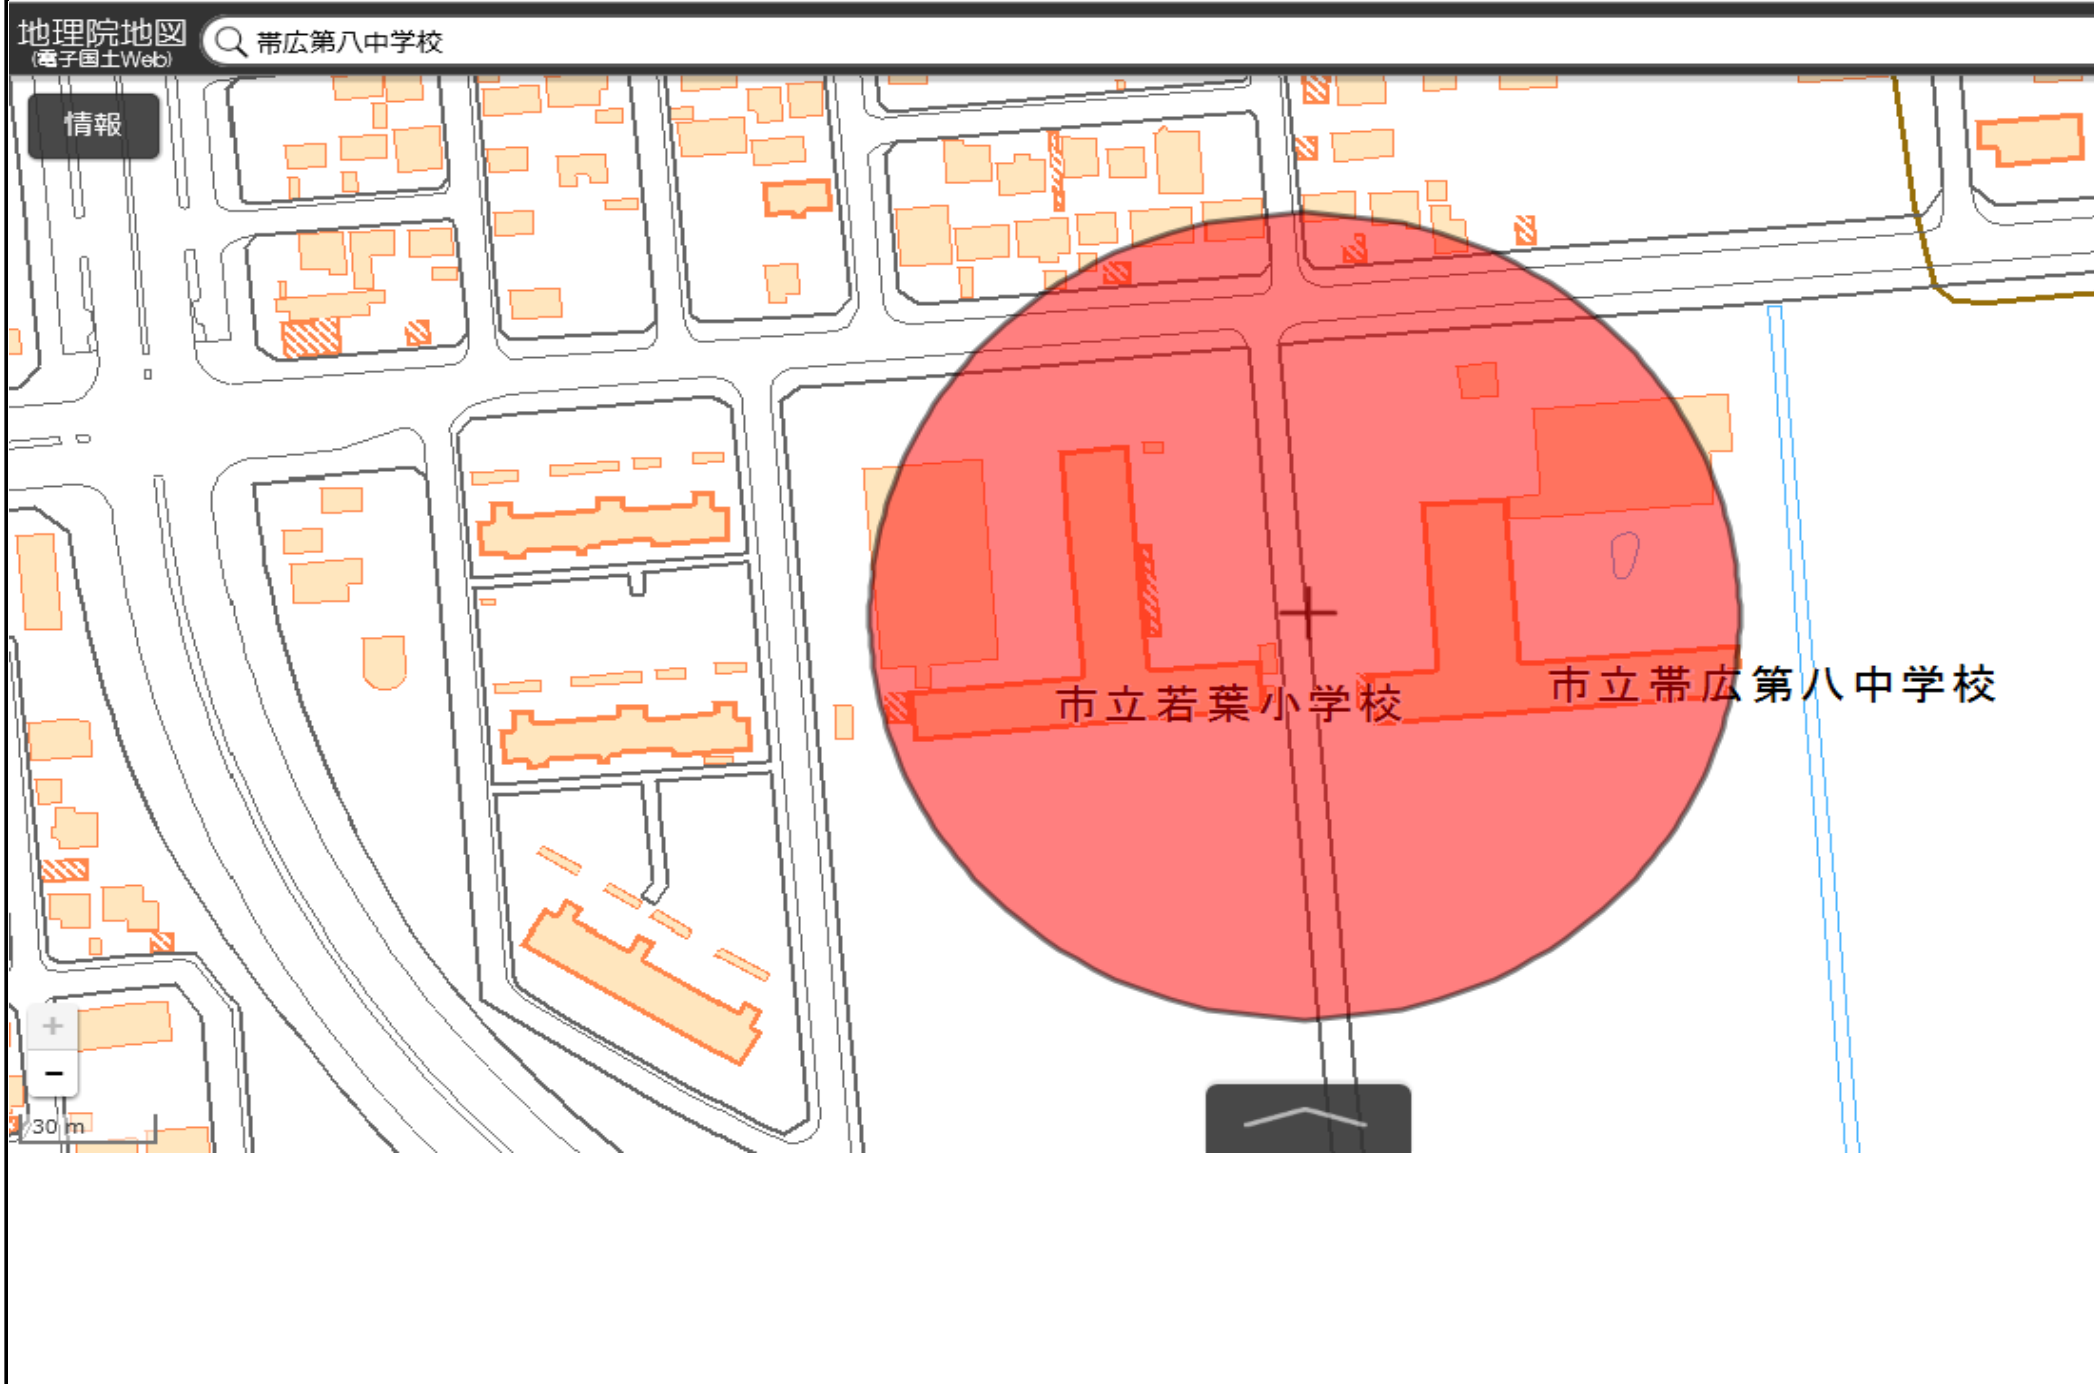 地理院地図
(電子国土Web)
帯広第八中学校
情報
市立若葉小学校
市立帯広第八中学校
+
−
30 m